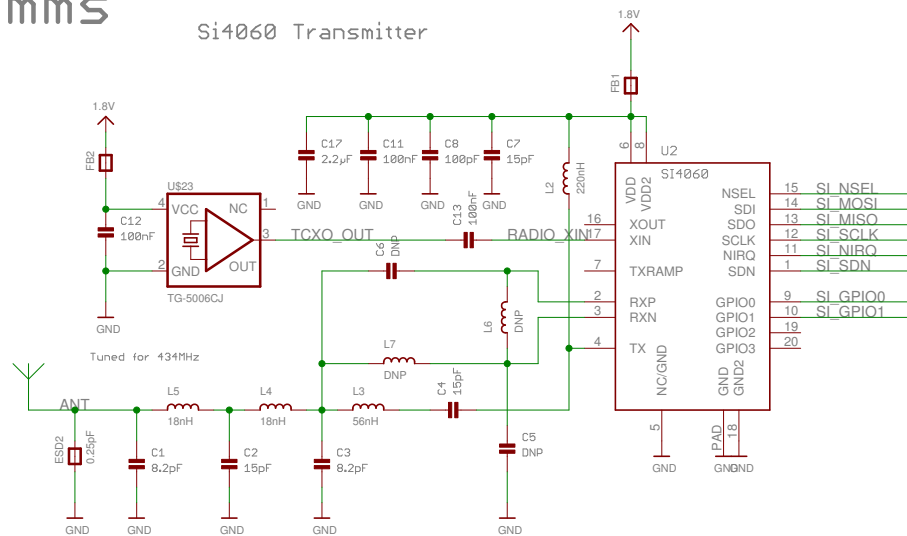 mms
Si4060 Transmitter
1.8V
FB1
1.8V
FB2
C17
2.2µF
C11
100nF
C8
100pF
C7
15pF
GND
GND
GND
GND
L2
220nH
U2
SI4060
6
8
VDD
VDD2
U$23
4
VCC
NC
1
3
OUT
2
GND
TG-5006CJ
C12
100nF
GND
TCXO_OUT
C13
100nF
RADIO_XIN
16
XOUT
17
XIN
7
TXRAMP
2
RXP
3
RXN
4
TX
NSEL
15
SI_NSEL
SDI
14
SI_MOSI
SDO
13
SI_MISO
SCLK
12
SI_SCLK
NIRQ
11
SI_NIRQ
SDN
1
SI_SDN
GPIO0
9
SI_GPIO0
GPIO1
10
SI_GPIO1
GPIO2
19
GPIO3
20
NC/GND
GND
GND2
5
PAD
18
GND
GND
GND
C6
DNP
L6
DNP
L7
DNP
Tuned for 434MHz
ANT
L5
18nH
L4
18nH
L3
56nH
C4
15pF
ESD2
0.25pF
C1
8.2pF
C2
15pF
C3
8.2pF
C5
DNP
GND
GND
GND
GND
GND